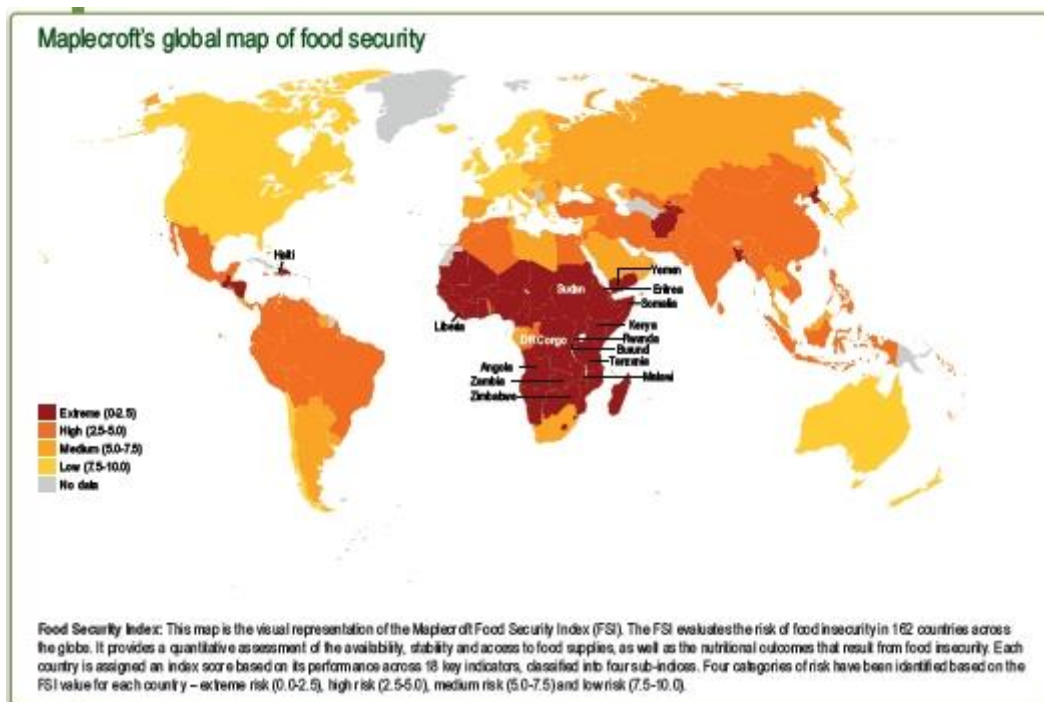 Maplecroft's global map of food security
Haiti
Yemen
Sudan
Eritrea
Somalia
Liberia
Kenya
DR Congo
Rwanda
Burundi
Tanzania
Angola
Malawi
Zambia
Zimbabwe
Extreme (0-2.5)
High (2.5-5.0)
Medium (5.0-7.5)
Low (7.5-10.0)
No data
Food Security Index: This map is the visual representation of the Maplecroft Food Security Index (FSI). The FSI evaluates the risk of food insecurity in 162 countries across
the globe. It provides a quantitative assessment of the availability, stability and access to food supplies, as well as the nutritional outcomes that result from food insecurity. Each
country is assigned an index score based on its performance across 18 key indicators, classified into four sub-indices. Four categories of risk have been identified based on the
FSI value for each country – extreme risk (0.0-2.5), high risk (2.5-5.0), medium risk (5.0-7.5) and low risk (7.5-10.0).